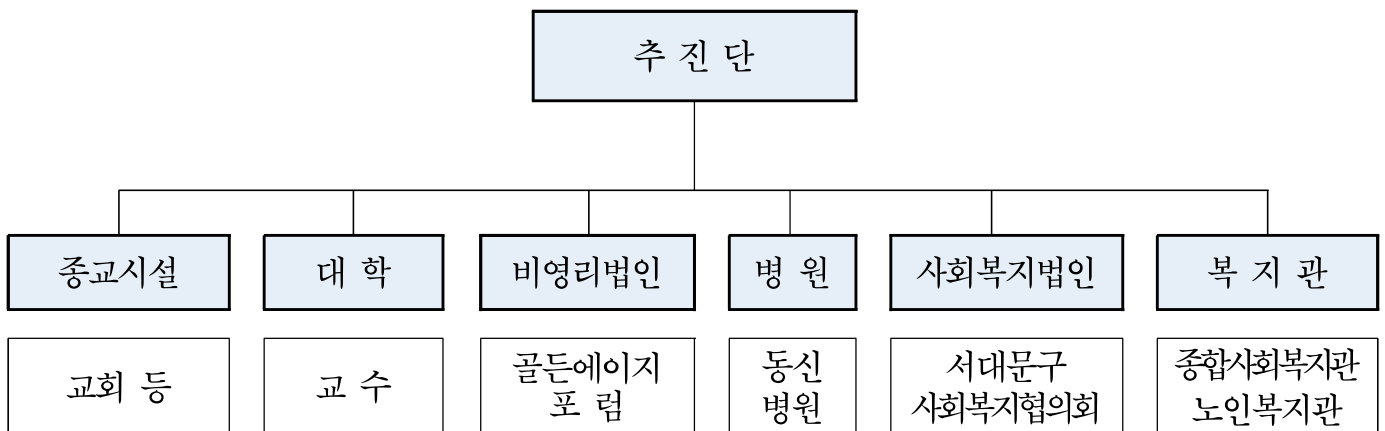 추 진 단
종교시설
대 학
비영리법인
병 원
사회복지법인
복 지 관
교회 등
교 수
골든에이지
포 럼
동신
병원
서대문구
사회복지협의회
종합사회복지관
노인복지관